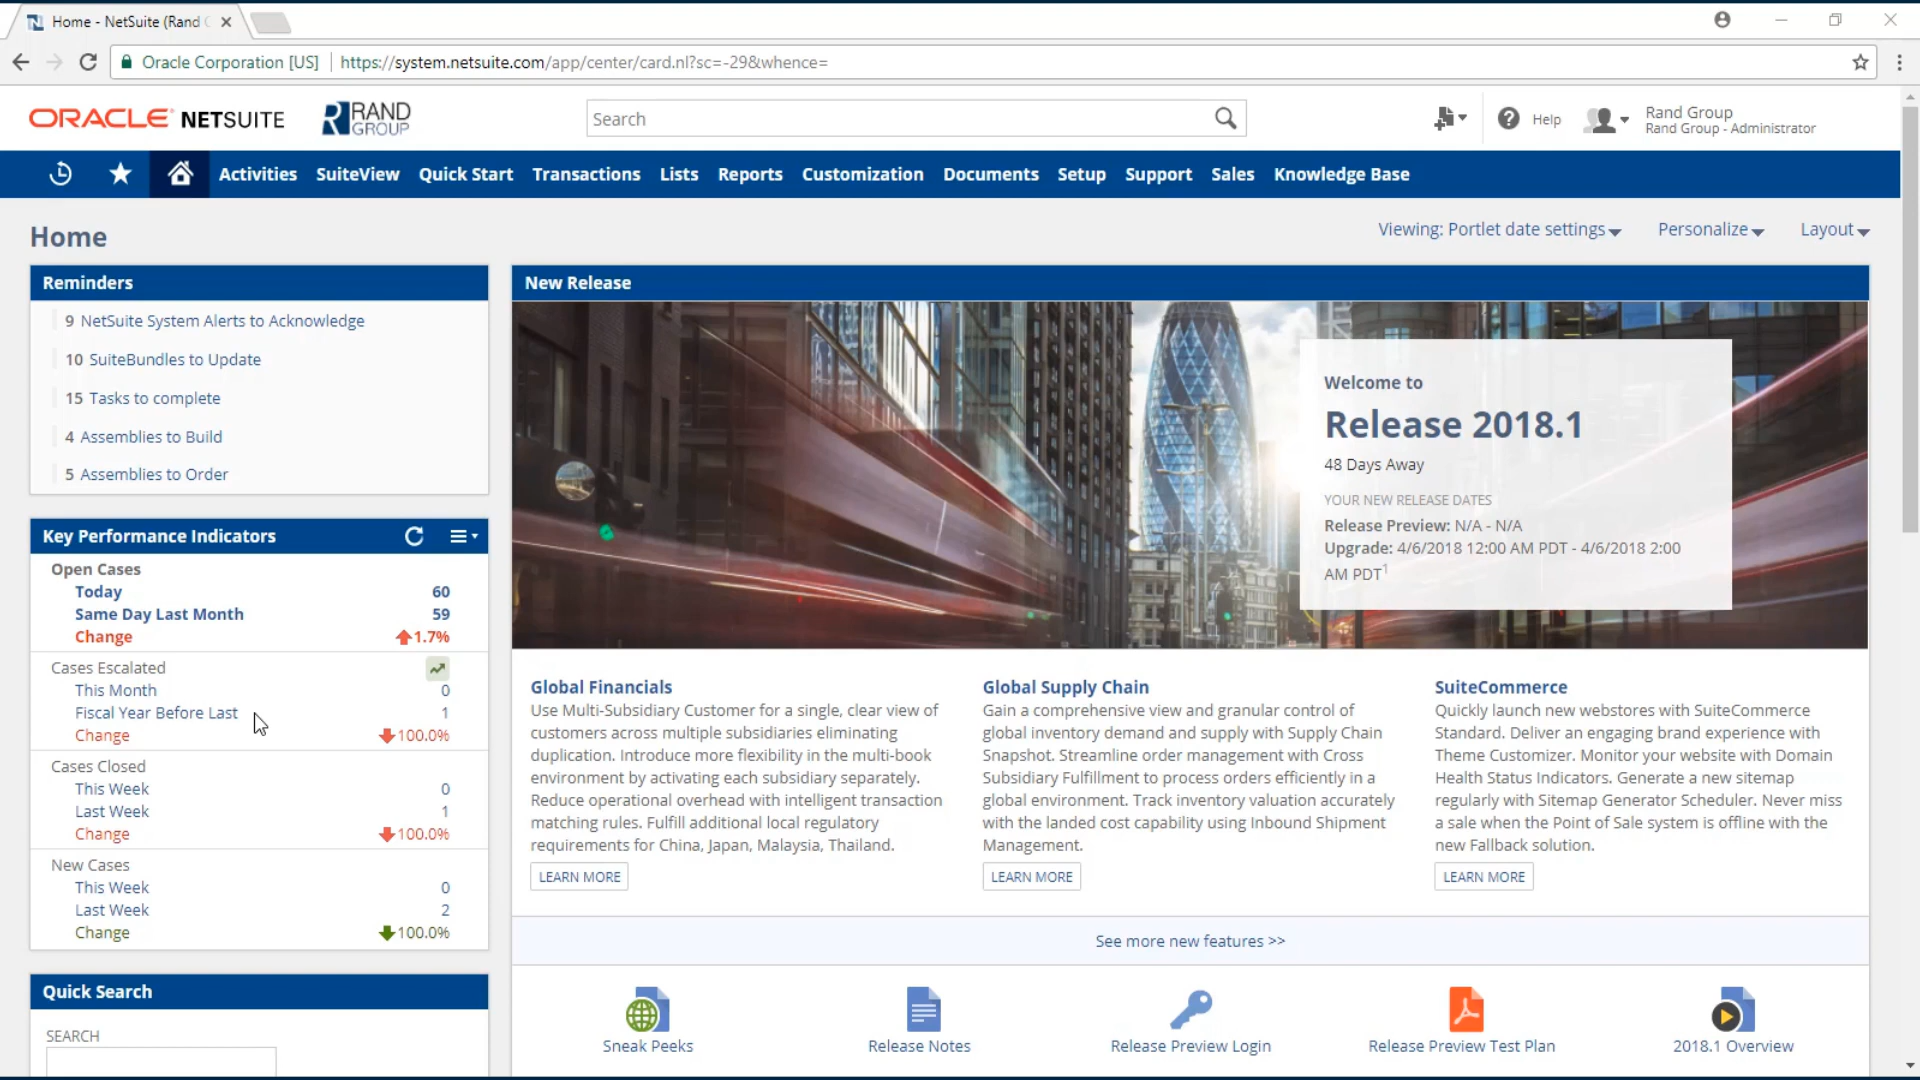 Home - NetSuite (Rand G
Oracle Corporation [US]
https://system.netsuite.com/app/center/card.nl?sc=-29&whence=
ORACLE NETSUITE
RAND GROUP
Search
Help
Rand Group
Rand Group - Administrator
Activities SuiteView Quick Start Transactions Lists Reports Customization Documents Setup Support Sales Knowledge Base
Home
Viewing: Portlet date settings
Personalize
Layout
Reminders
9 NetSuite System Alerts to Acknowledge
10 SuiteBundles to Update
15 Tasks to complete
4 Assemblies to Build
5 Assemblies to Order
Key Performance Indicators
Open Cases
Today 60
Same Day Last Month 59
Change 1.7%
Cases Escalated
This Month 0
Fiscal Year Before Last 1
Change 100.0%
Cases Closed
This Week 0
Last Week 1
Change 100.0%
New Cases
This Week 0
Last Week 2
Change 100.0%
Quick Search
SEARCH
New Release
Welcome to
Release 2018.1
48 Days Away
YOUR NEW RELEASE DATES
Release Preview: N/A - N/A
Upgrade: 4/6/2018 12:00 AM PDT - 4/6/2018 2:00
AM PDT1
Global Financials
Use Multi-Subsidiary Customer for a single, clear view of
customers across multiple subsidiaries eliminating
duplication. Introduce more flexibility in the multi-book
environment by activating each subsidiary separately.
Reduce operational overhead with intelligent transaction
matching rules. Fulfill additional local regulatory
requirements for China, Japan, Malaysia, Thailand.
LEARN MORE
Global Supply Chain
Gain a comprehensive view and granular control of
global inventory demand and supply with Supply Chain
Snapshot. Streamline order management with Cross
Subsidiary Fulfillment to process orders efficiently in a
global environment. Track inventory valuation accurately
with the landed cost capability using Inbound Shipment
Management.
LEARN MORE
SuiteCommerce
Quickly launch new webstores with SuiteCommerce
Standard. Deliver an engaging brand experience with
Theme Customizer. Monitor your website with Domain
Health Status Indicators. Generate a new sitemap
regularly with Sitemap Generator Scheduler. Never miss
a sale when the Point of Sale system is offline with the
new Fallback solution.
LEARN MORE
See more new features >>
Sneak Peeks
Release Notes
Release Preview Login
Release Preview Test Plan
2018.1 Overview